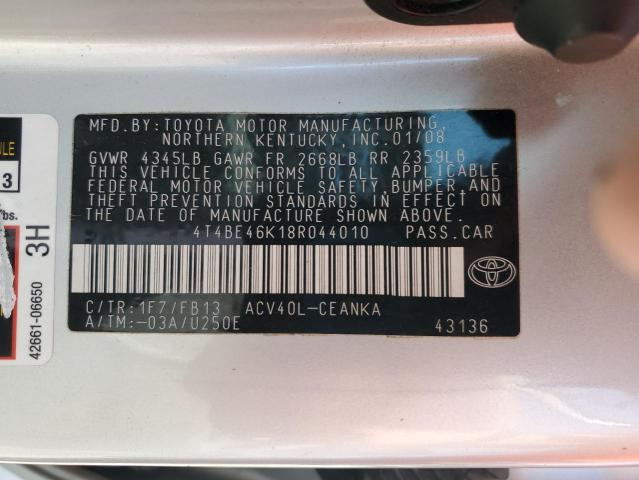 MFD. BY: TOYOTA MOTOR MANUFACTURING,
NORTHERN KENTUCKY, INC. 01/08
GVWR 4345LB GAWR FR 2668LB RR 2359LB
THIS VEHICLE CONFORMS TO ALL APPLICABLE
FEDERAL MOTOR VEHICLE SAFETY, BUMPER, AND
THEFT PREVENTION STANDARDS IN EFFECT ON
THE DATE OF MANUFACTURE SHOWN ABOVE.
4T4BE46K18R044010 PASS.CAR
C/TR:1F7/FB13 ACV40L-CEANKA
A/TM:-03A/U250E 43136
TOYOTA
3
3H
42661-06650